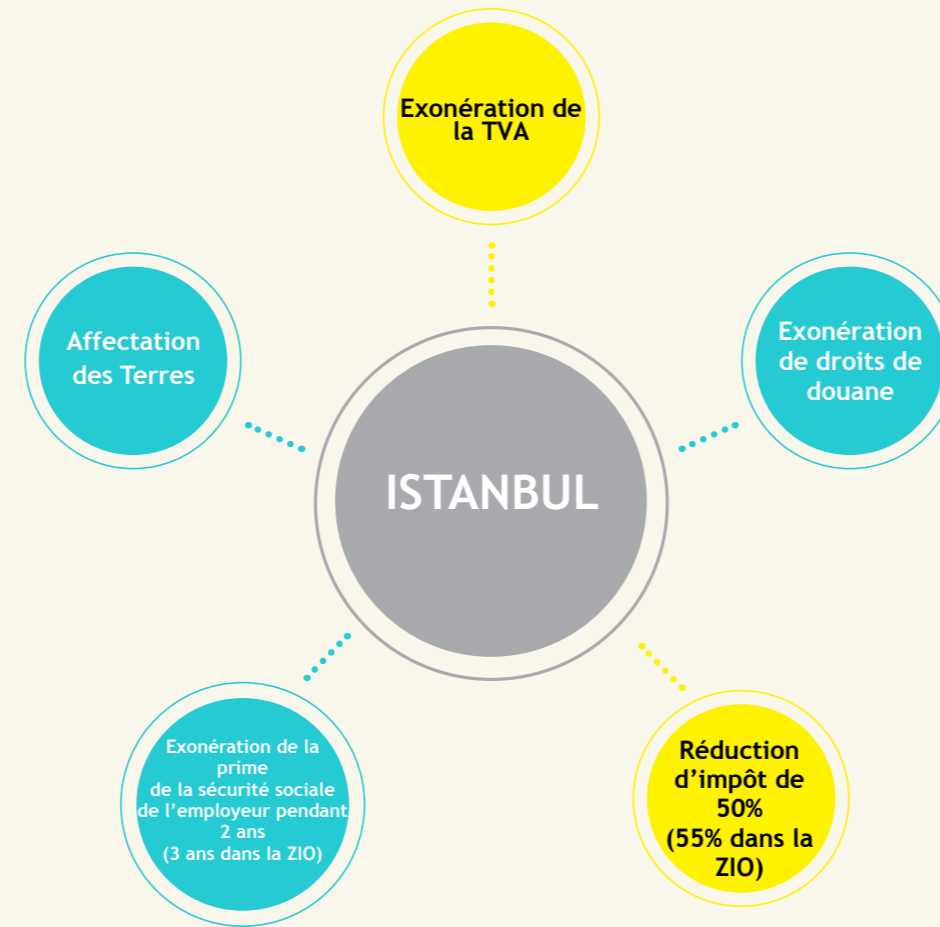 Exonération de
la TVA
Affectation
des Terres
Exonération
de droits de
douane
ISTANBUL
Exonération de la
prime
de la sécurité sociale
de l'employeur pendant
2 ans
(3 ans dans la ZIO)
Réduction
d'impôt de
50%
(55% dans la
ZIO)